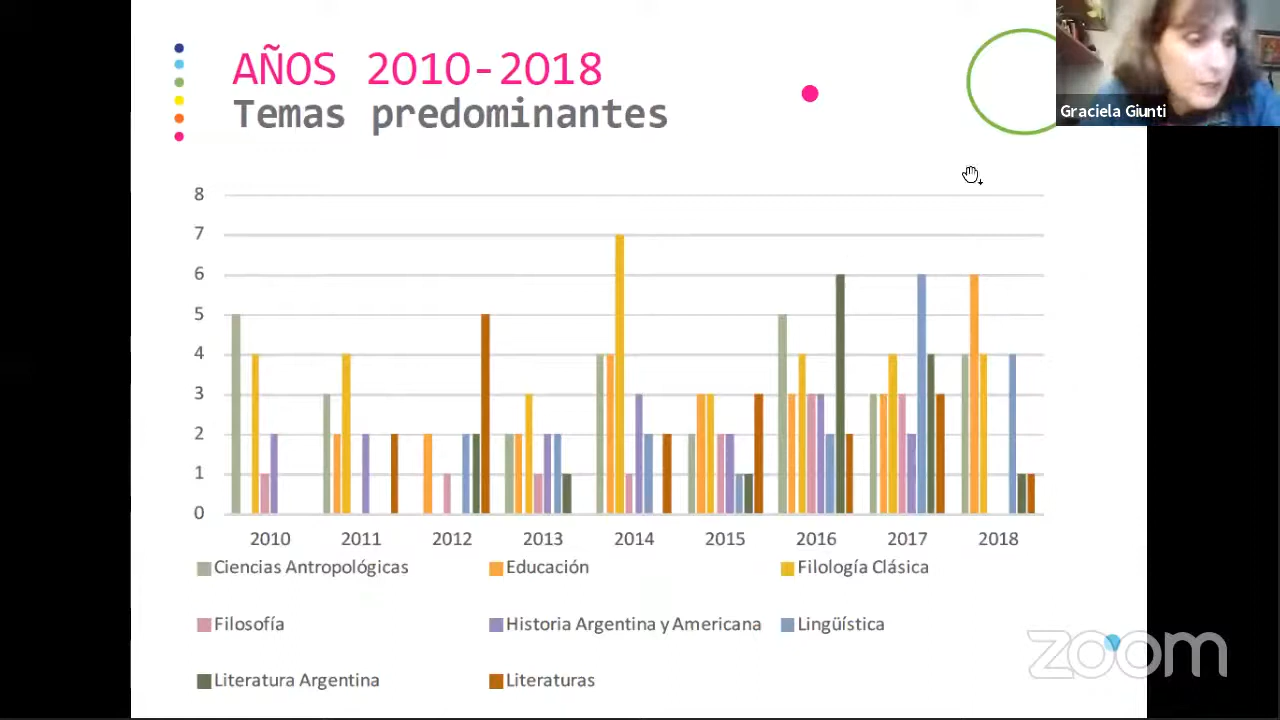 AÑOS 2010-2018
Temas predominantes
Graciela Giunti
8
7
6
5
4
3
2
1
0
2010 2011 2012 2013 2014 2015 2016 2017 2018
Ciencias Antropológicas Educación Filología Clásica
Filosofía Historia Argentina y Americana Lingüística
Literatura Argentina Literaturas
zoom